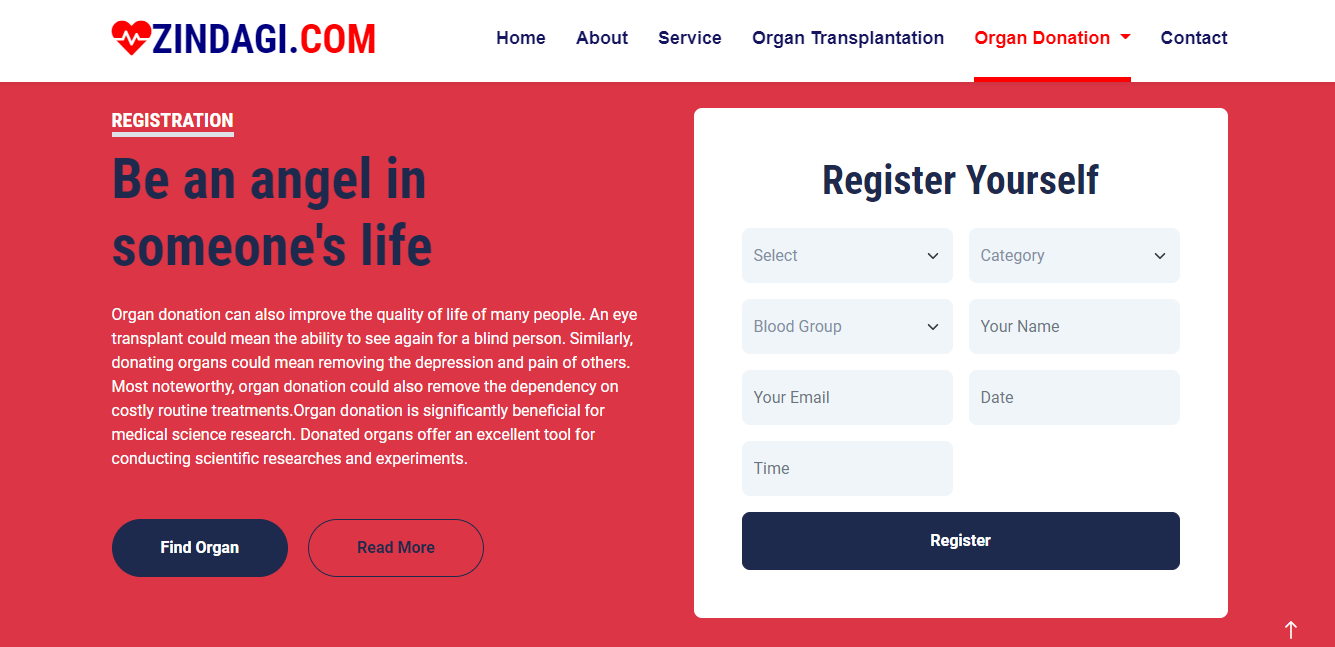 ZINDAGI.COM
Home About Service Organ Transplantation Organ Donation Contact
REGISTRATION
Be an angel in
someone's life
Organ donation can also improve the quality of life of many people. An eye
transplant could mean the ability to see again for a blind person. Similarly,
donating organs could mean removing the depression and pain of others.
Most noteworthy, organ donation could also remove the dependency on
costly routine treatments.Organ donation is significantly beneficial for
medical science research. Donated organs offer an excellent tool for
conducting scientific researches and experiments.
Find Organ Read More
Register Yourself
Select Category
Blood Group Your Name
Your Email Date
Time
Register